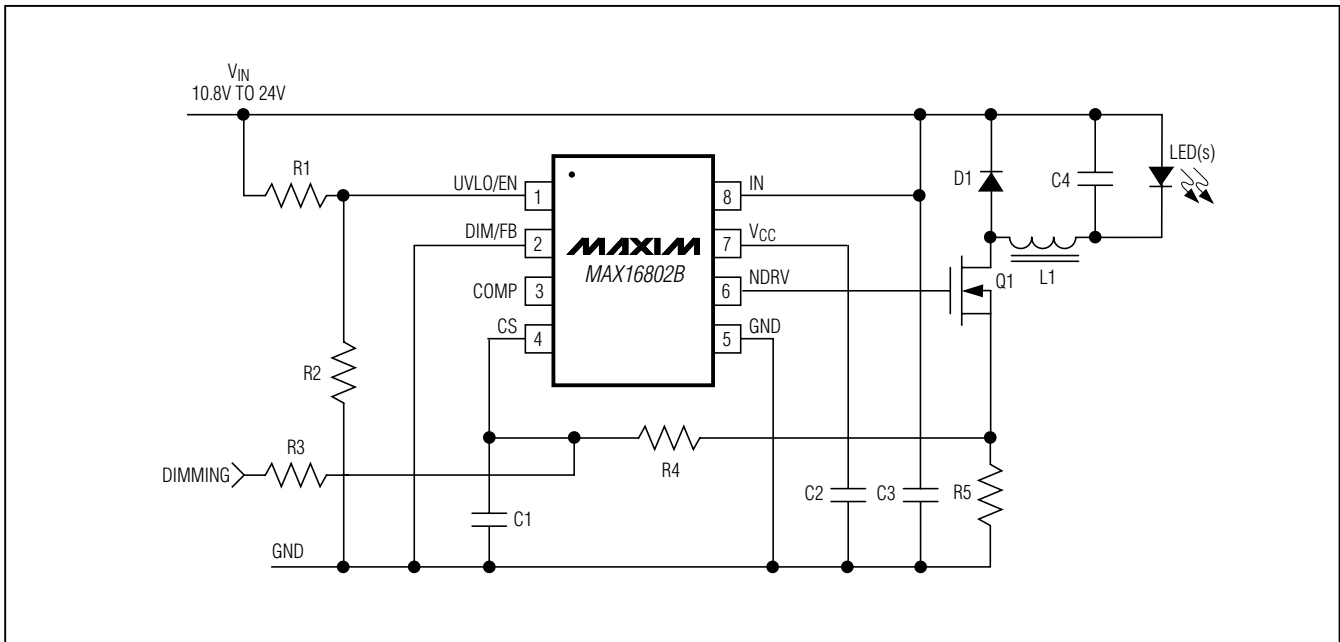 VIN
10.8V TO 24V
R1
UVLO/EN
1
8
IN
DIM/FB
2
7
VCC
COMP
3
6
NDRV
CS
4
5
GND
MAXIM
MAX16802B
D1
C4
LED(s)
L1
Q1
R2
DIMMING
R3
R4
C1
C2
C3
R5
GND